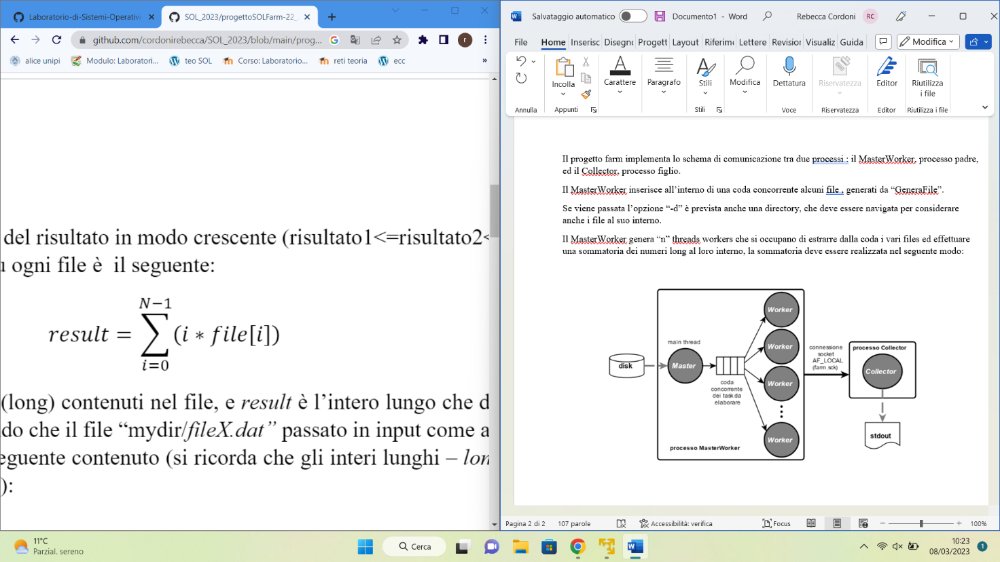 Laboratorio-di-Sistemi-Operativi
SOL_2023/progettoSOLFarm-22_
github.com/cordonirebecca/SOL_2023/blob/main/prog...
r
alice unipi
Modulo: Laboratori...
teo SOL
Corso: Laboratorio...
reti teoria
ecc
»
del risultato in modo crescente (risultato1<=risultato2<
u ogni file è il seguente:
N−1
result = ∑ (i ∗ file[i])
i=0
(long) contenuti nel file, e result è l’intero lungo che d
do che il file “mydir/fileX.dat” passato in input come a
eguente contenuto (si ricorda che gli interi lunghi – lon
):
Salvataggio automatico
Documento1 - Word
Rebecca Cordoni
RC
File
Home
Inserisc
Disegno
Progett
Layout
Lettere
Revisior
Visualiz
Guida
Modifica
Incolla
Carattere
Paragrafo
Stili
Modifica
Dettatura
Riservatezza
Editor
Riutilizza
i file
Annulla
Appunti
Stili
Voce
Riservatezza
Editor
Riutilizza i file
Il progetto farm implementa lo schema di comunicazione tra due processi : il MasterWorker, processo padre,
ed il Collector, processo figlio.
Il MasterWorker inserisce all’interno di una coda concorrente alcuni file , generati da “GeneraFile”.
Se viene passata l’opzione “-d” è prevista anche una directory, che deve essere navigata per considerare
anche i file al suo interno.
Il MasterWorker genera “n” threads workers che si occupano di estrarre dalla coda i vari files ed effettuare
una sommatoria dei numeri long al loro interno, la sommatoria deve essere realizzata nel seguente modo:
disk
main thread
Master
coda
concorrente
dei task da
elaborare
Worker
Worker
Worker
Worker
processo MasterWorker
connessione
socket
AF_LOCAL
(farm.sck)
processo Collector
Collector
stdout
Pagina 2 di 2
107 parole
Accessibilità: verifica
Focus
100%
11°C
Parzial. sereno
Cerca
10:23
08/03/2023
1